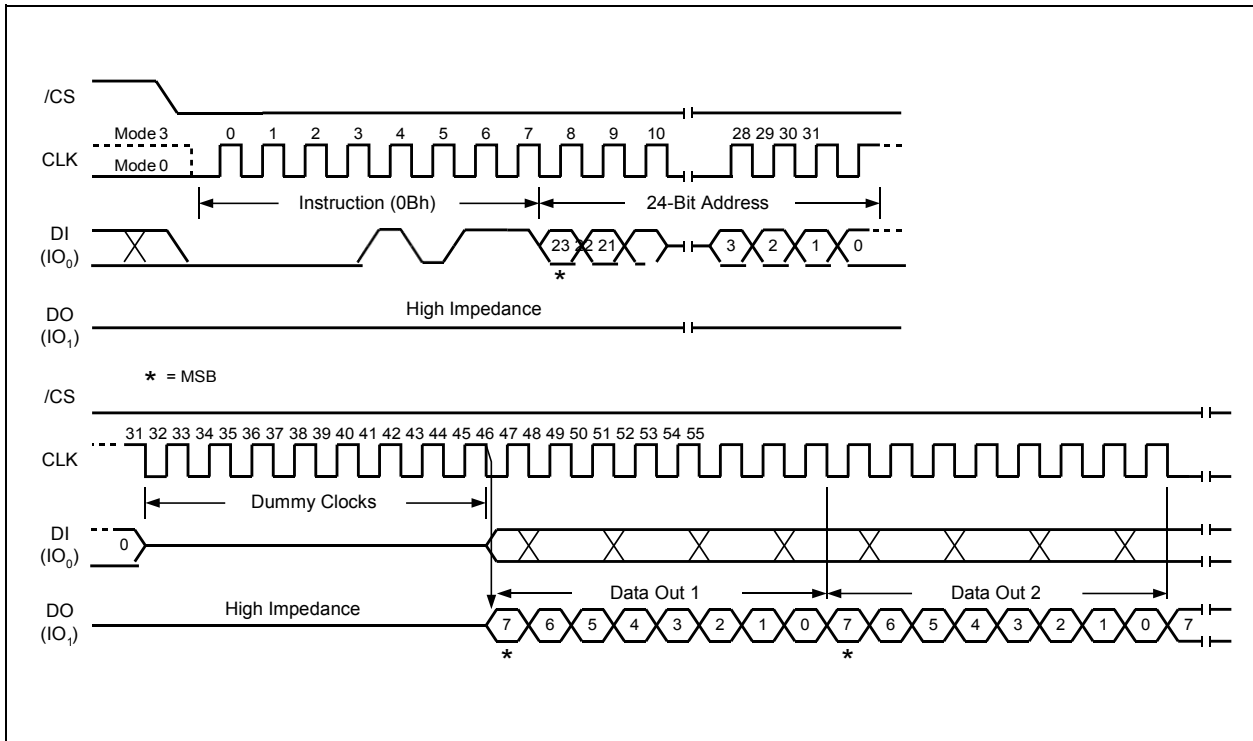 /CS
Mode 3
0 1 2 3 4 5 6 7 8 9 10 28 29 30 31
CLK
Mode 0
Instruction (0Bh) 24-Bit Address
DI
(IO0)
23 22 21 3 2 1 0
*
High Impedance
DO
(IO1)
* = MSB
/CS
31 32 33 34 35 36 37 38 39 40 41 42 43 44 45 46 47 48 49 50 51 52 53 54 55
CLK
Dummy Clocks
DI
(IO0)
0
Data Out 1 Data Out 2
High Impedance
DO
(IO1)
7 6 5 4 3 2 1 0 7 6 5 4 3 2 1 0 7
* *